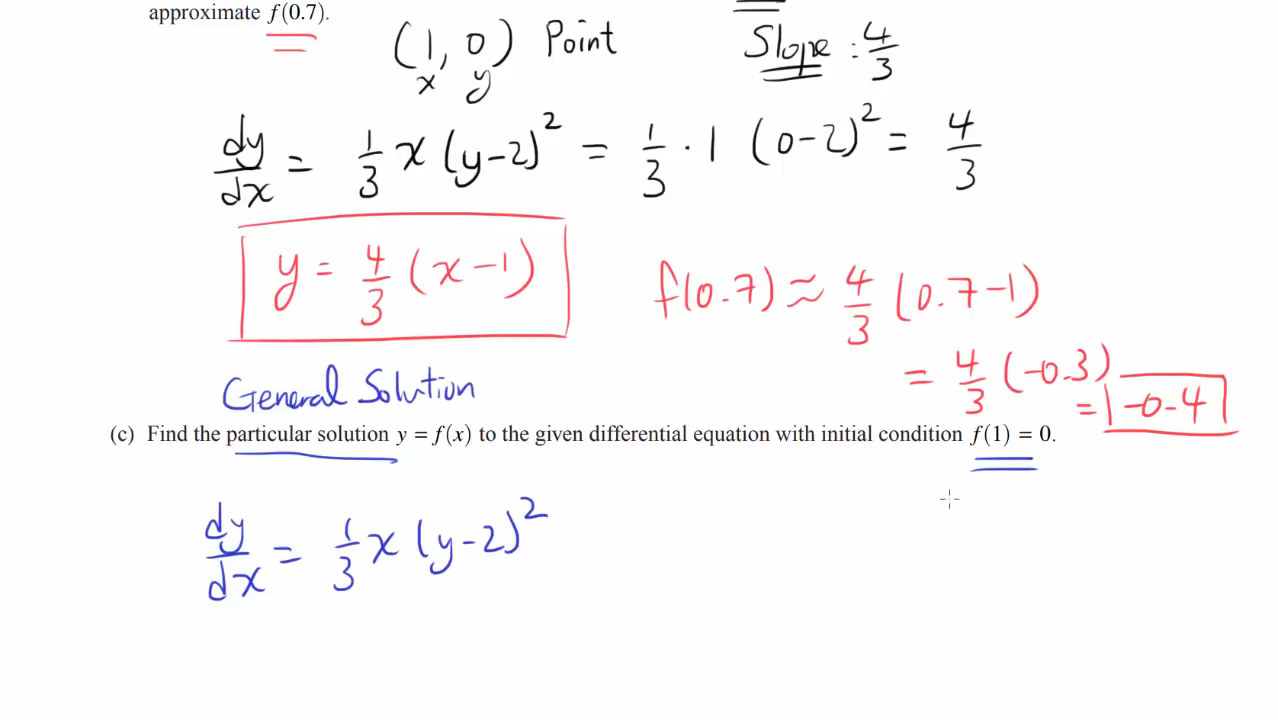 approximate f(0.7).
(1, 0) Point
x y
Slope : 4/3
dy/dx = 1/3 x (y-2)^2 = 1/3 · 1 (0-2)^2 = 4/3
y = 4/3 (x-1)
f(0.7) ≈ 4/3 (0.7-1)
= 4/3 (-0.3)
= -0.4
General Solution
(c) Find the particular solution y = f(x) to the given differential equation with initial condition f(1) = 0.
dy/dx = 1/3 x (y-2)^2